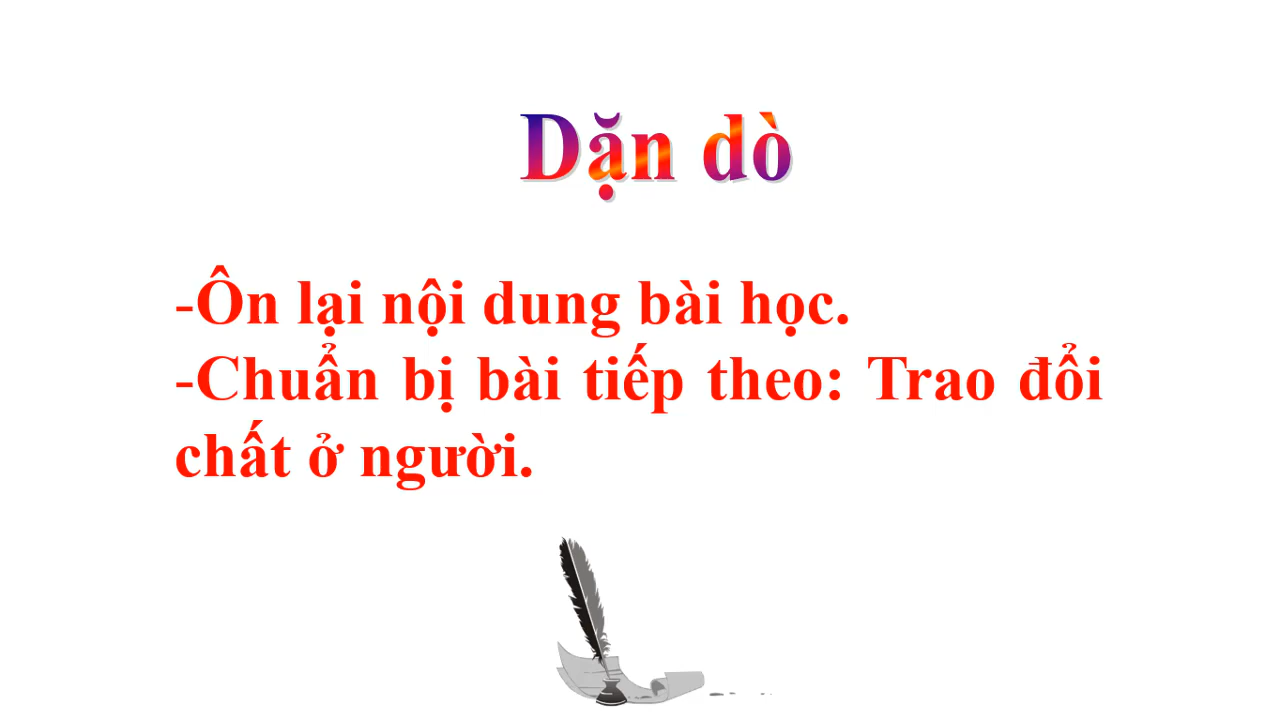 Dặn dò
-Ôn lại nội dung bài học.
-Chuẩn bị bài tiếp theo: Trao đổi
chất ở người.